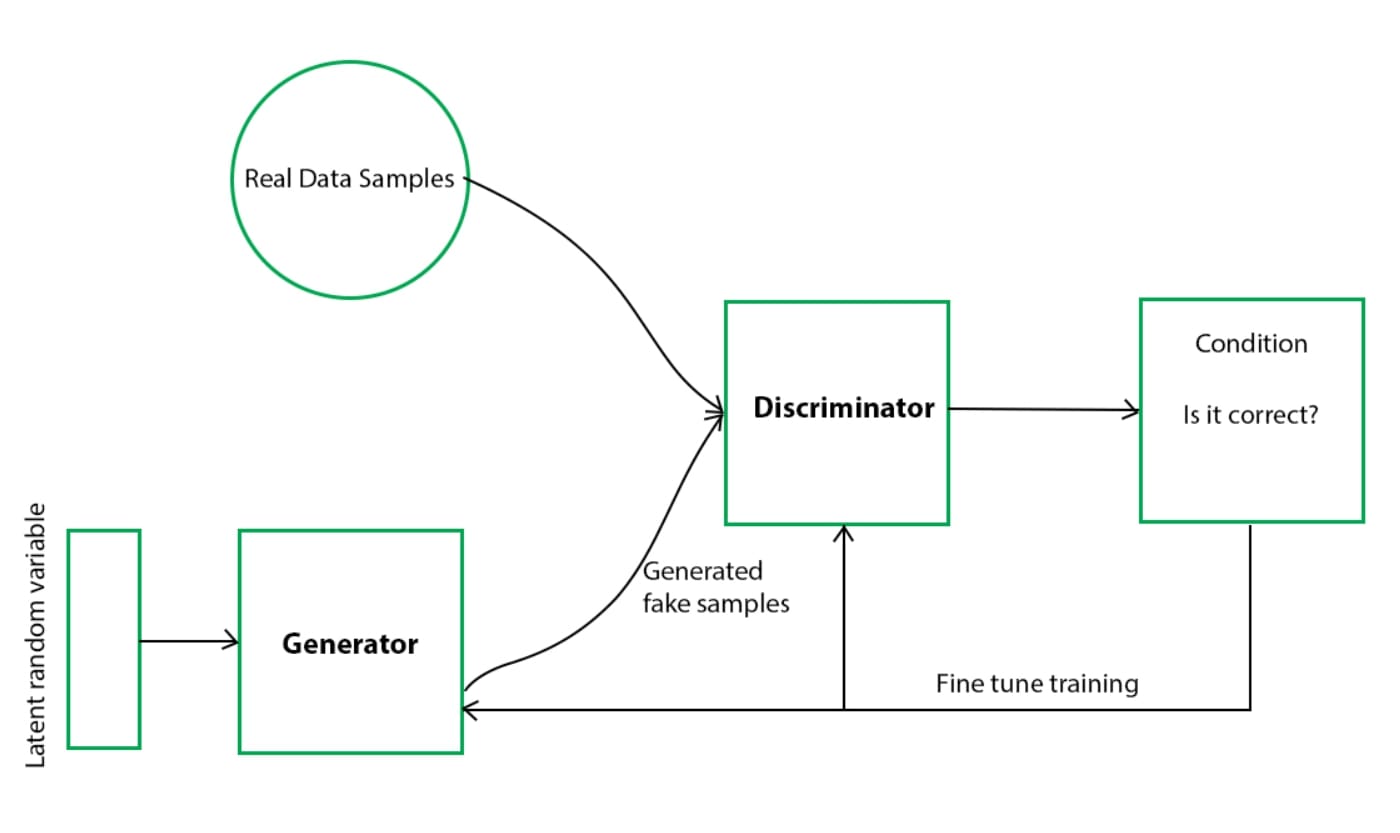 Real Data Samples
Condition
Is it correct?
Discriminator
Generated
fake samples
Latent random variable
Generator
Fine tune training